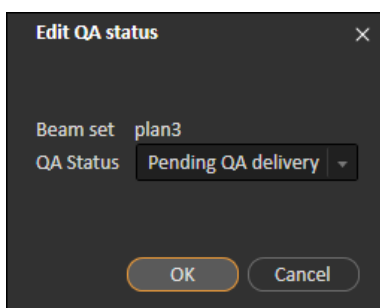 Edit QA status
Beam set plan3
QA Status Pending QA delivery
OK Cancel